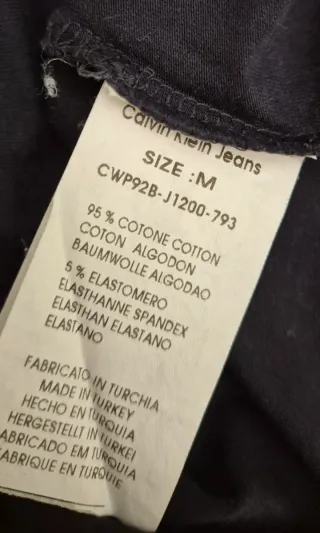 Calvin Klein Jeans
SIZE :M
CWP92B-J1200-793
95 % COTONE COTTON
COTON ALGODON
BAUMWOLLE ALGODAO
5 % ELASTOMERO
ELASTHANNE SPANDEX
ELASTHAN ELASTANO
ELASTANO
FABRICATO IN TURCHIA
MADE IN TURKEY
HECHO EN TURQUIA
HERGESTELLT IN TURKEI
FABRICADO EM TURQUIA
FABRIQUE EN TURQUIE